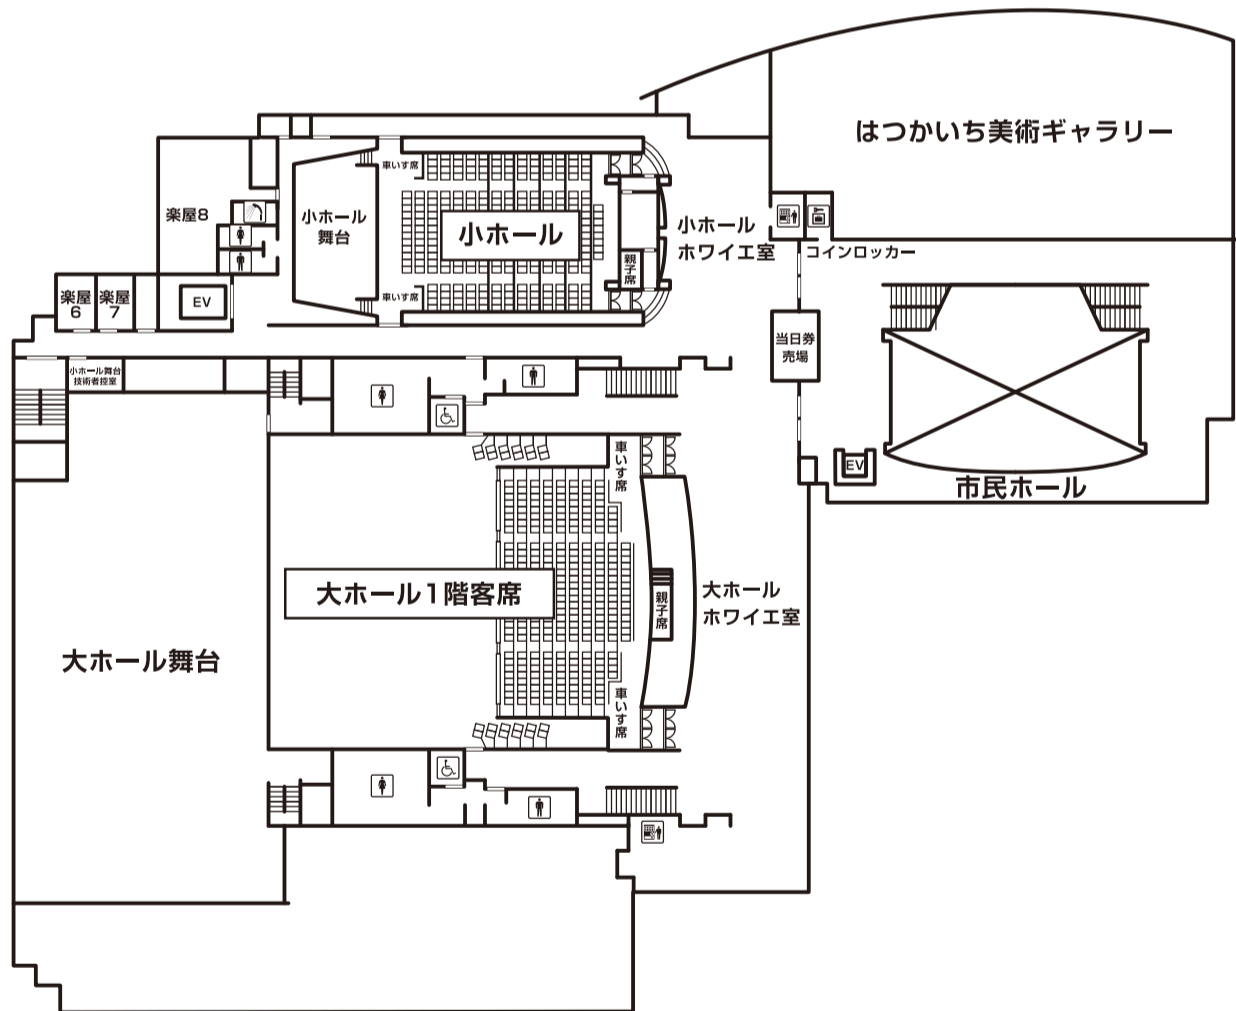 はつかいち美術ギャラリー
車いす席
楽屋8
小ホール
舞台
小ホール
小ホール
ホワイエ室
コインロッカー
親子席
車いす席
楽屋
6
楽屋
7
EV
当日券
売場
小ホール舞台
技術者控室
車いす席
EV
市民ホール
大ホール1階客席
親子席
大ホール
ホワイエ室
大ホール舞台
車いす席